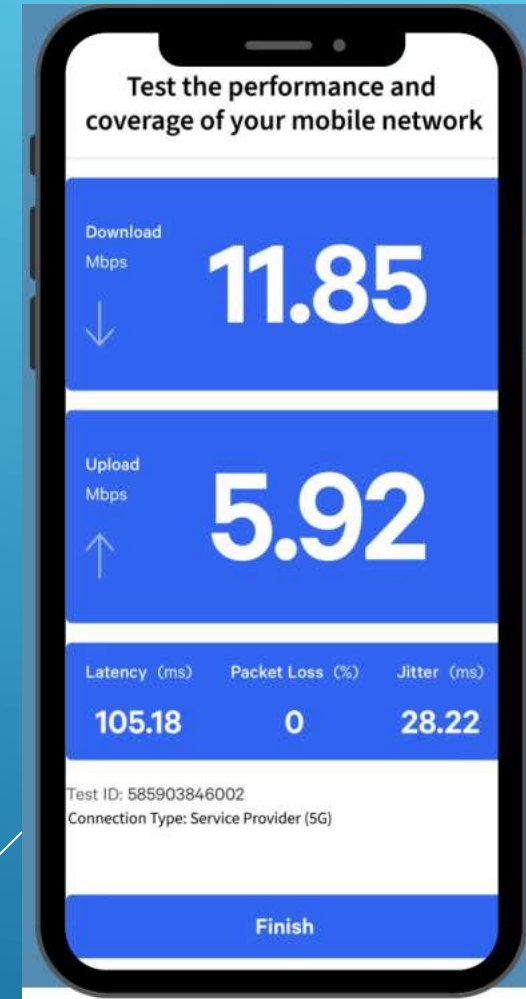 Test the performance and
coverage of your mobile network
Download
Mbps
11.85
Upload
Mbps
5.92
Latency (ms) Packet Loss (%) Jitter (ms)
105.18 0 28.22
Test ID: 585903846002
Connection Type: Service Provider (5G)
Finish